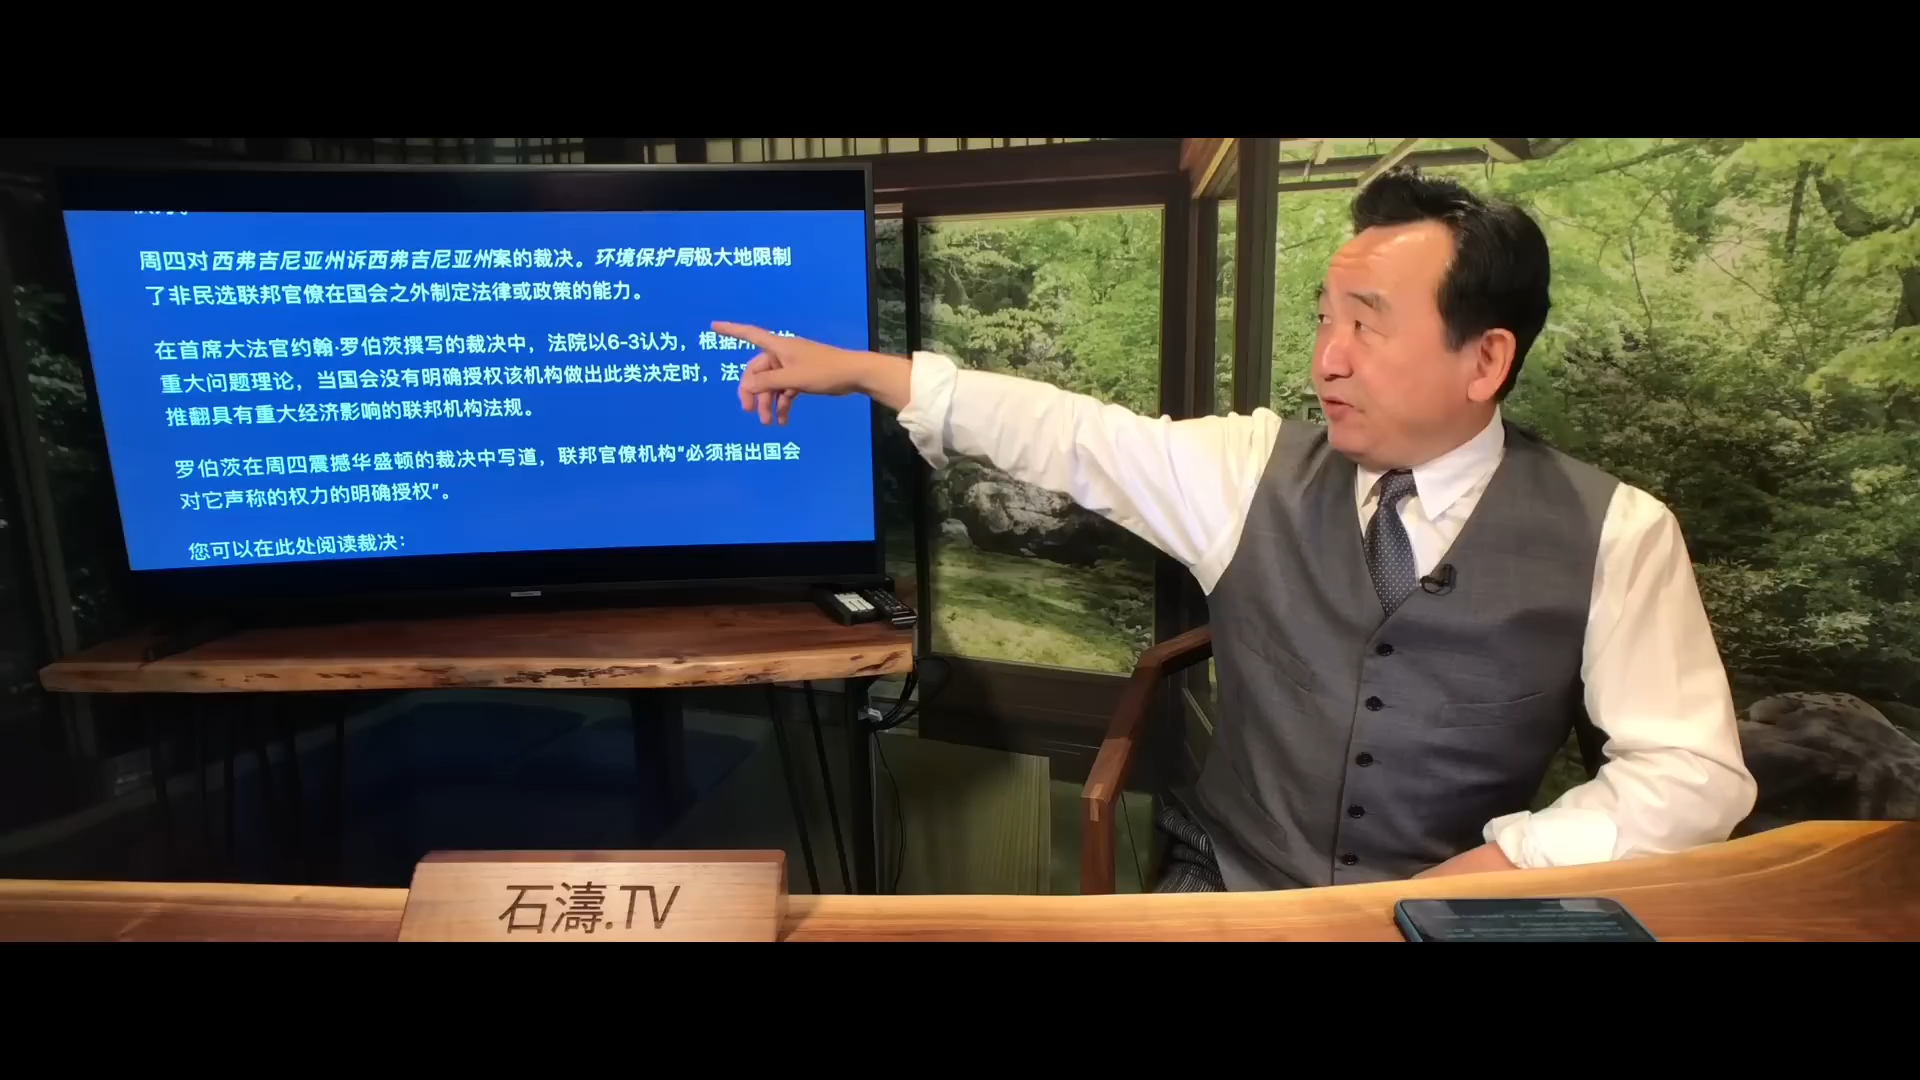 周四对西弗吉尼亚州诉西弗吉尼亚州案的裁决。环境保护局极大地限制
了非民选联邦官僚在国会之外制定法律或政策的能力。
在首席大法官约翰·罗伯茨撰写的裁决中，法院以6-3认为，根据所
重大问题理论，当国会没有明确授权该机构做出此类决定时，法
推翻具有重大经济影响的联邦机构法规。
罗伯茨在周四震撼华盛顿的裁决中写道，联邦官僚机构"必须指出国会
对它声称的权力的明确授权"。
您可以在此处阅读裁决：
石濤.TV